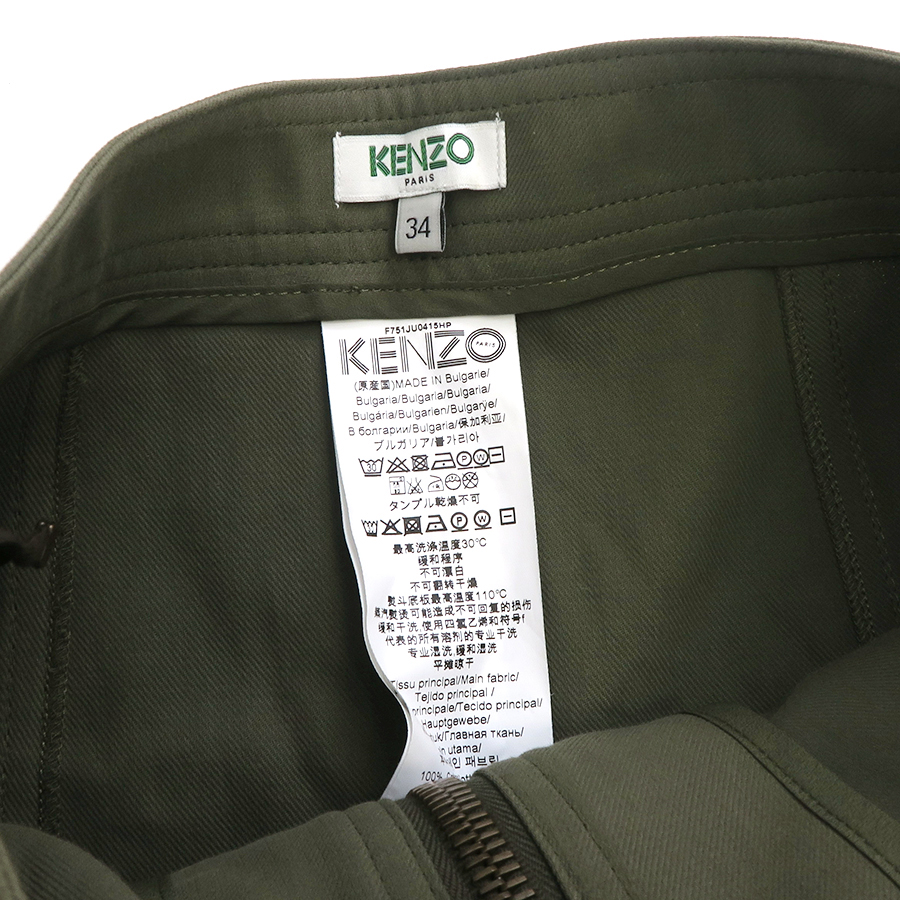 KENZO
PARIS
34
F751JU0415HP
KENZO
PARIS
(原産国)MADE IN Bulgarie/
Bulgaria/Bulgaria/Bulgaria/
Bulgária/Bulgarien/Bulgarije/
В болгарии/Bulgaria/保加利亚/
ブルガリア/불가리아
30
P W
12
タンブル乾燥不可
P W
最高洗涤温度30℃
缓和程序
不可漂白
不可翻转干燥
熨斗底板最高温度110℃
汽熨烫可能造成不可回复的损伤
缓和干洗,使用四氯乙烯和符号f
代表的所有溶剂的专业干洗
专业湿洗,缓和湿洗
平摊晾干
Tissu principal/Main fabric/
Tejido principal /
principale/Tecido principal/
Hauptgewebe/
/Главная ткань/
utama/
패브릭
100%